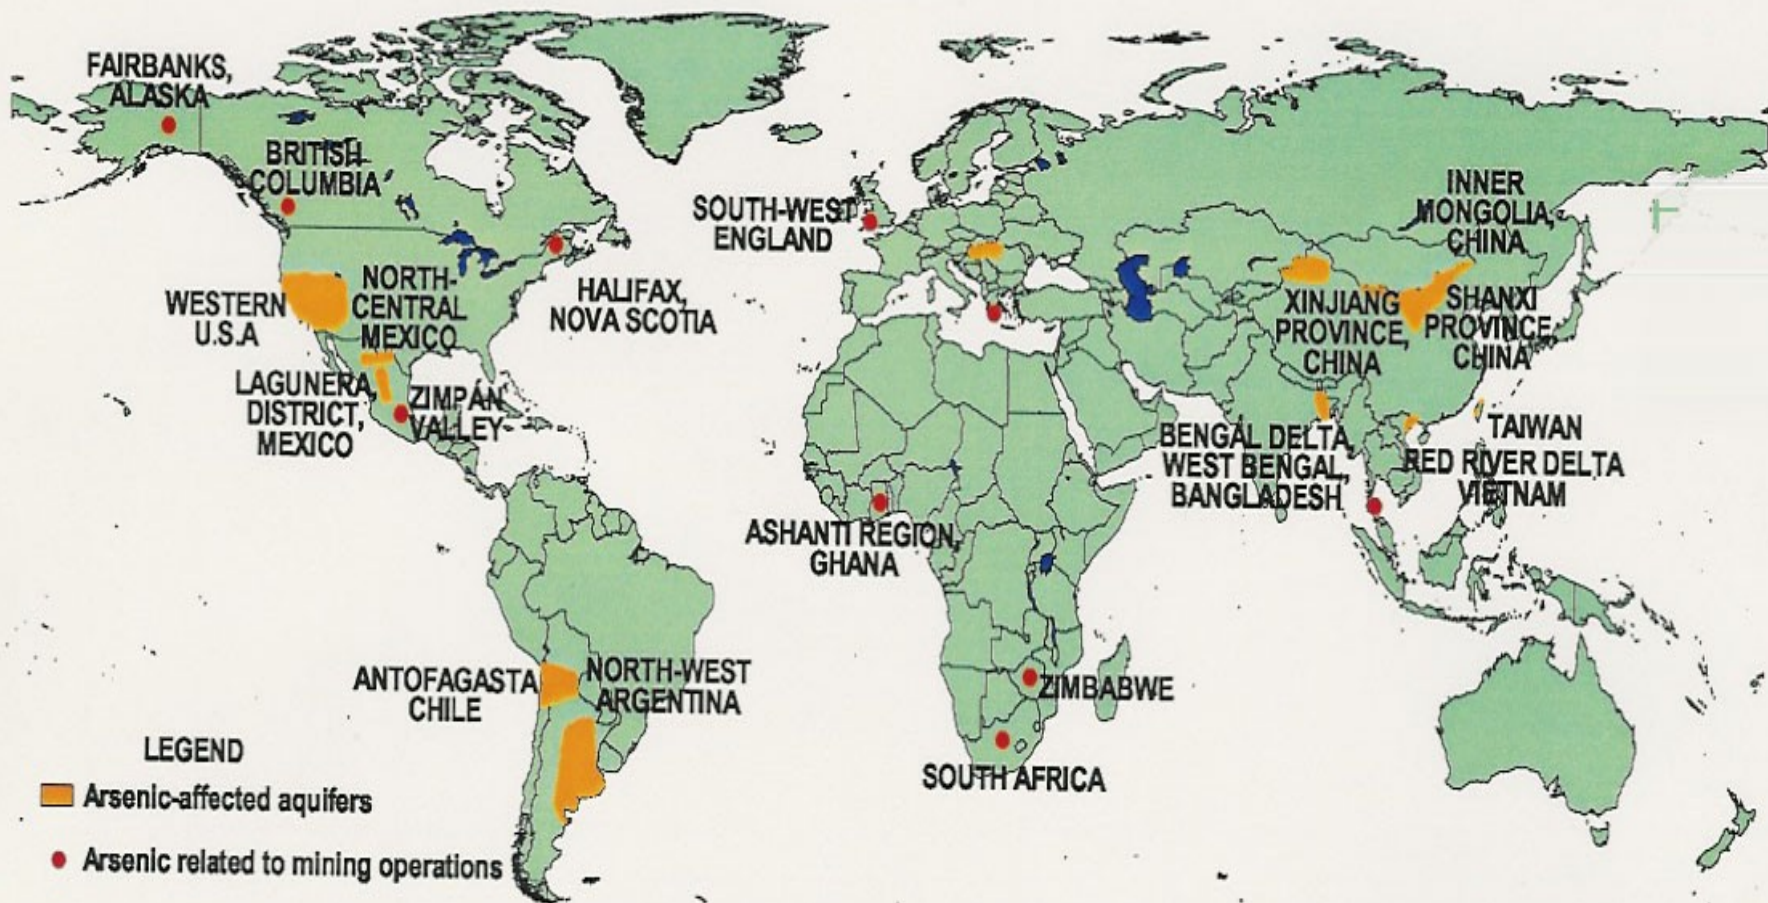 FAIRBANKS,
ALASKA
BRITISH
COLUMBIA
WESTERN
U.S.A
NORTH-
CENTRAL
MEXICO
LAGUNERA
DISTRICT,
MEXICO
ZIMPÁN
VALLEY
HALIFAX,
NOVA SCOTIA
SOUTH-WEST
ENGLAND
INNER
MONGOLIA,
CHINA
XINJIANG
PROVINCE,
CHINA
SHANXI
PROVINCE,
CHINA
BENGAL DELTA,
WEST BENGAL,
BANGLADESH
TAIWAN
RED RIVER DELTA
VIETNAM
ASHANTI REGION,
GHANA
ANTOFAGASTA
CHILE
NORTH-WEST
ARGENTINA
ZIMBABWE
SOUTH AFRICA
LEGEND
Arsenic-affected aquifers
Arsenic related to mining operations